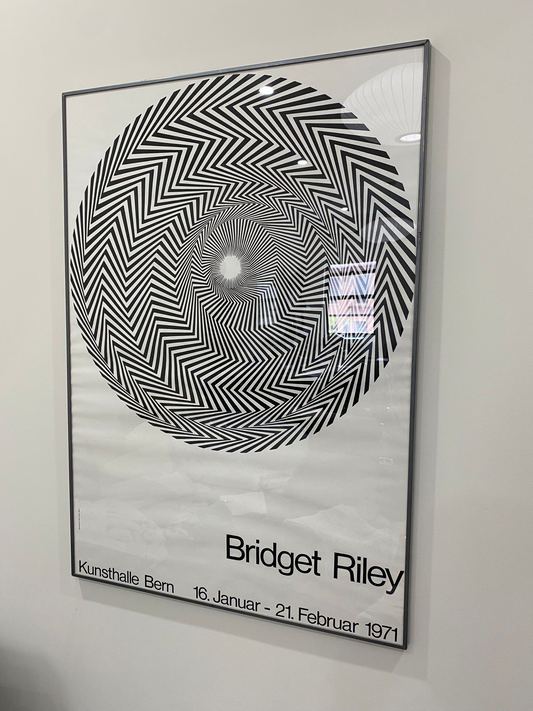 Bridget Riley
Kunsthalle Bern 16. Januar - 21. Februar 1971